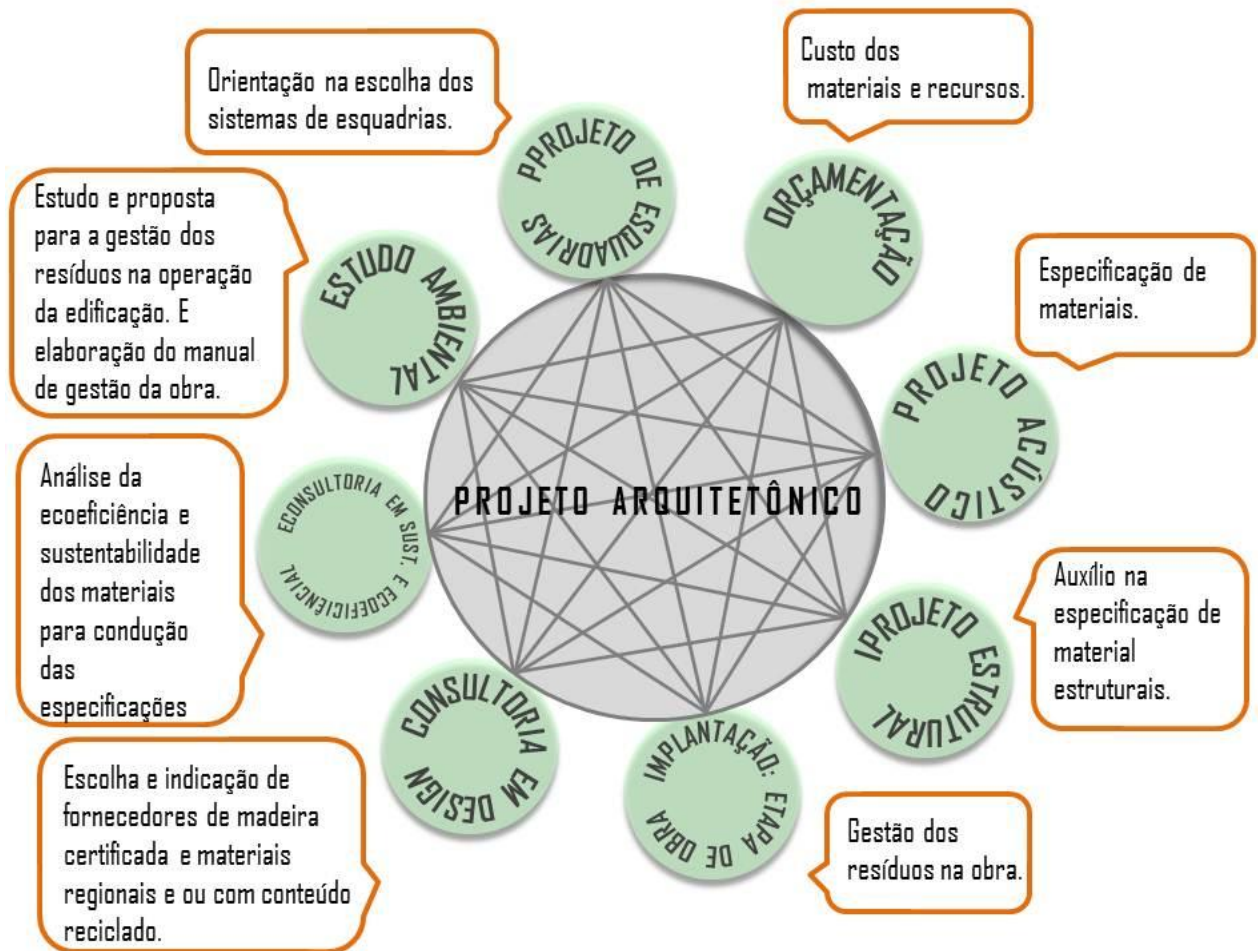 Orientação na escolha dos
sistemas de esquadrias.
PPROJETO DE ESQUADRIAS
Custo dos
materiais e recursos.
ORÇAMENTAÇÃO
Especificação de
materiais.
PROJETO ACÚSTICO
Auxílio na
especificação de
material
estruturais.
IPROJETO ESTRUTURAL
Gestão dos
resíduos na obra.
IMPLANTAÇÃO: ETAPA DE OBRA
Escolha e indicação de
fornecedores de madeira
certificada e materiais
regionais e ou com conteúdo
reciclado.
CONSULTORIA EM DESIGN
Análise da
ecoeficiência e
sustentabilidade
dos materiais
para condução
das
especificações
ECONSULTORIA EM SUST. E ECOEFICIÊNCIAL
Estudo e proposta
para a gestão dos
resíduos na operação
da edificação. E
elaboração do manual
de gestão da obra.
ESTUDO AMBIENTAL
PROJETO ARQUITETÔNICO